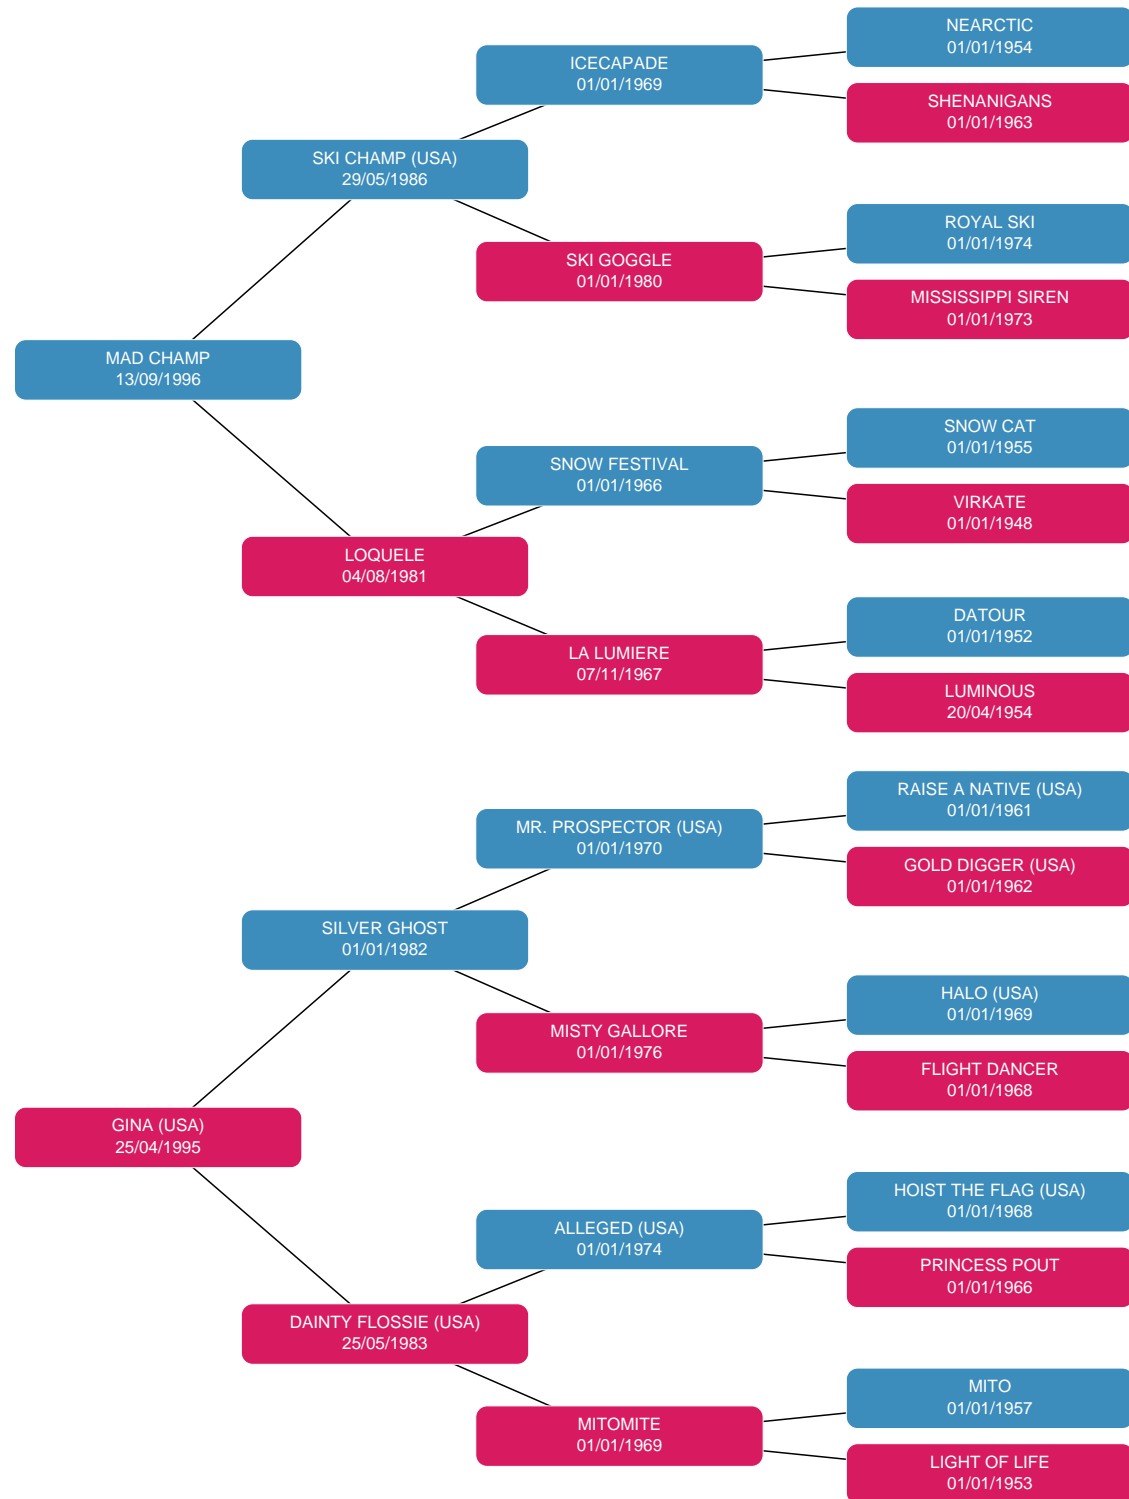 NEARCTIC
01/01/1954
ICECAPADE
01/01/1969
SHENANIGANS
01/01/1963
SKI CHAMP (USA)
29/05/1986
ROYAL SKI
01/01/1974
SKI GOGGLE
01/01/1980
MISSISSIPPI SIREN
01/01/1973
MAD CHAMP
13/09/1996
SNOW CAT
01/01/1955
SNOW FESTIVAL
01/01/1966
VIRKATE
01/01/1948
LOQUELE
04/08/1981
DATOUR
01/01/1952
LA LUMIERE
07/11/1967
LUMINOUS
20/04/1954
RAISE A NATIVE (USA)
01/01/1961
MR. PROSPECTOR (USA)
01/01/1970
GOLD DIGGER (USA)
01/01/1962
SILVER GHOST
01/01/1982
HALO (USA)
01/01/1969
MISTY GALLORE
01/01/1976
FLIGHT DANCER
01/01/1968
GINA (USA)
25/04/1995
HOIST THE FLAG (USA)
01/01/1968
ALLEGED (USA)
01/01/1974
PRINCESS POUT
01/01/1966
DAINTY FLOSSIE (USA)
25/05/1983
MITO
01/01/1957
MITOMITE
01/01/1969
LIGHT OF LIFE
01/01/1953